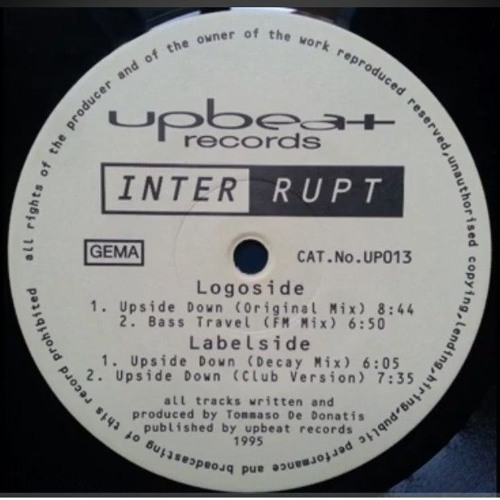 all rights of the producer and of the owner of the work reproduced reserved,unauthorised copying,lending,hiring,public performance and broadcasting of this record prohibited
upbeat
records
INTER RUPT
GEMA
CAT.No.UP013
Logoside
1. Upside Down (Original Mix) 8:44
2. Bass Travel (FM Mix) 6:50
Labelside
1. Upside Down (Decay Mix) 6:05
2. Upside Down (Club Version) 7:35
all tracks written and
produced by Tommaso De Donatis
published by upbeat records
1995